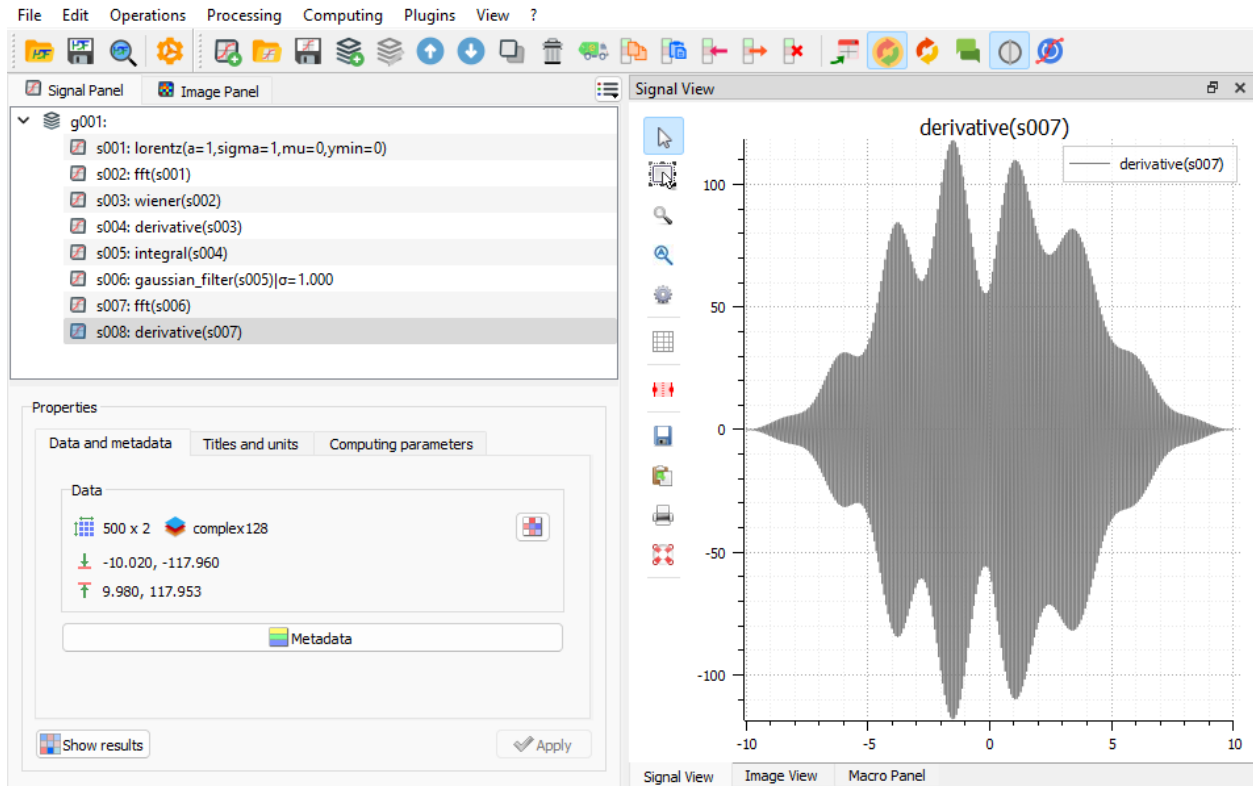 File Edit Operations Processing Computing Plugins View ?
Signal Panel Image Panel
g001:
s001: lorentz(a=1,sigma=1,mu=0,ymin=0)
s002: fft(s001)
s003: wiener(s002)
s004: derivative(s003)
s005: integral(s004)
s006: gaussian_filter(s005)|σ=1.000
s007: fft(s006)
s008: derivative(s007)
Properties
Data and metadata Titles and units Computing parameters
Data
500 x 2 complex128
-10.020, -117.960
9.980, 117.953
Metadata
Show results Apply
Signal View
derivative(s007)
derivative(s007)
100
50
0
-50
-100
-10 -5 0 5 10
Signal View Image View Macro Panel